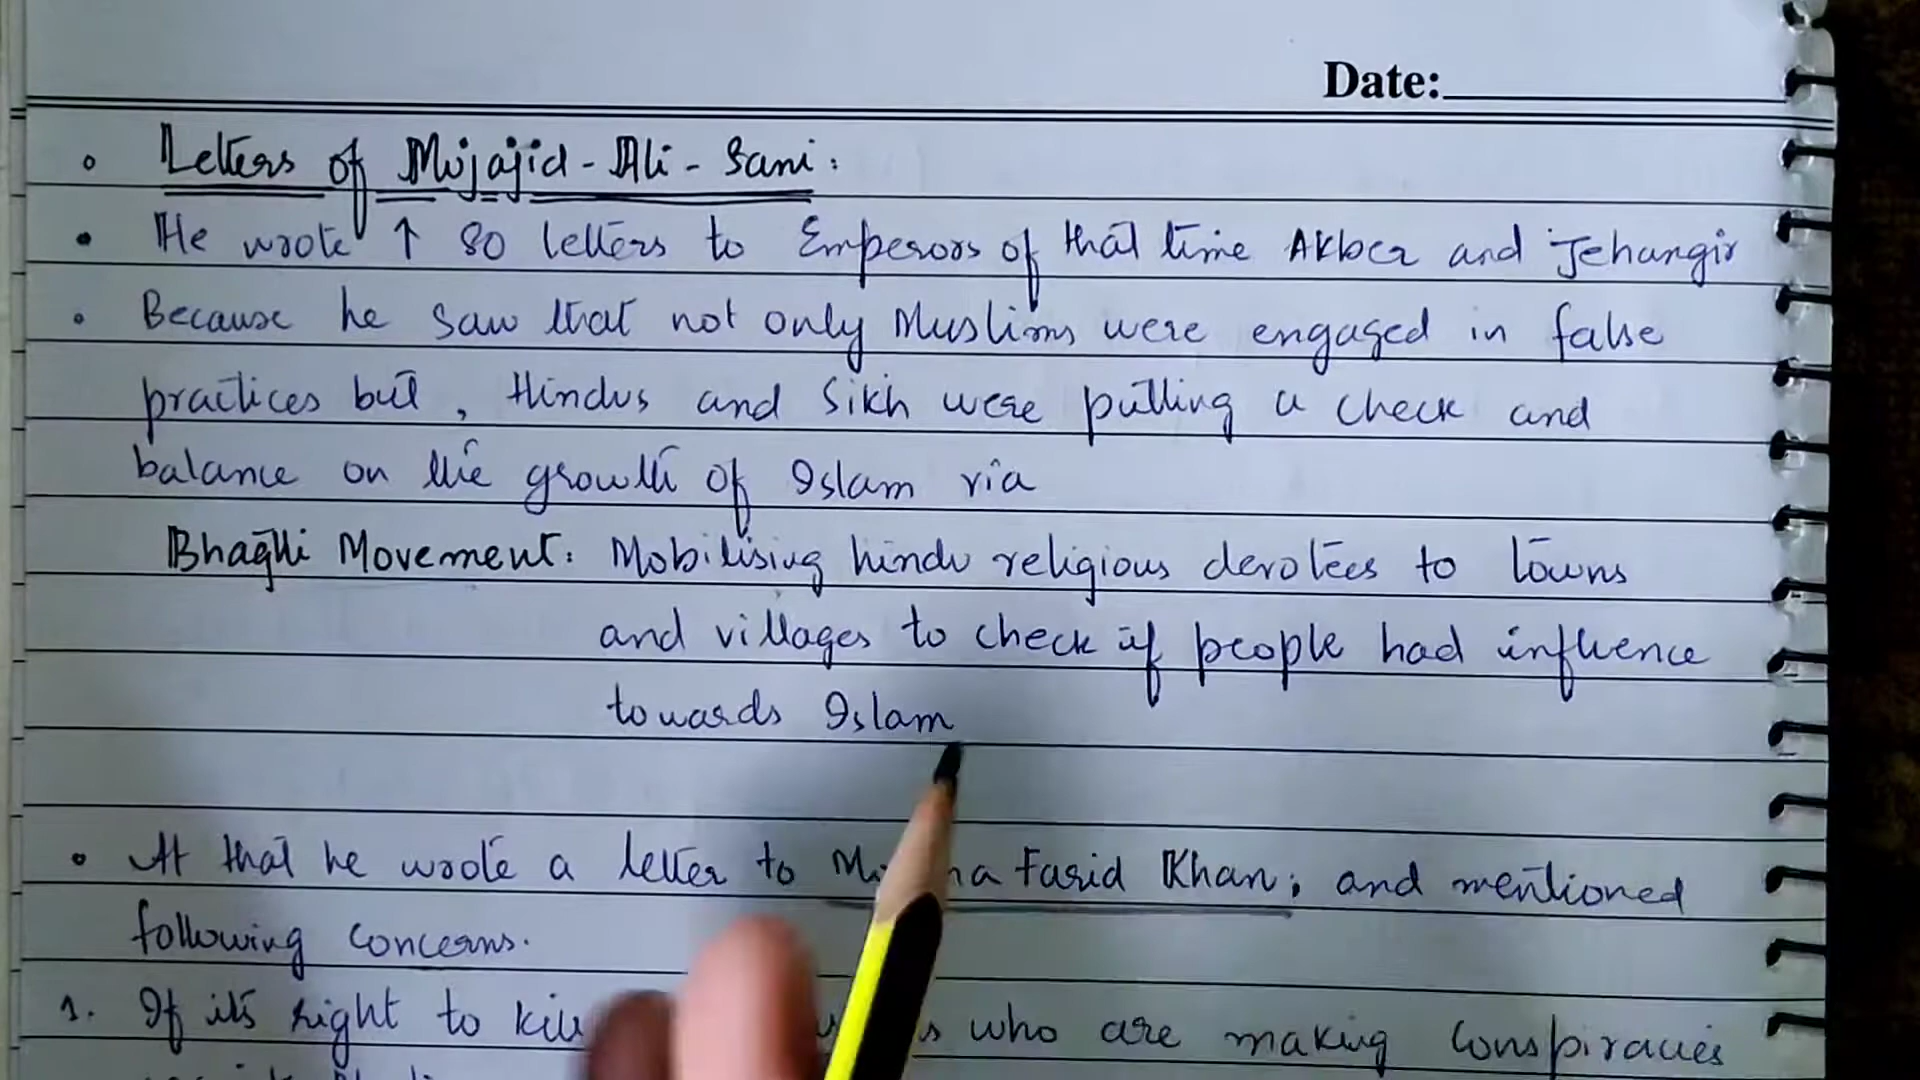 Date:
Letters of Mujajid-Ali-Sani:
He wrote ↑ 80 letters to Emperors of that time Akber and Jehangir
Because he saw that not only Muslims were engaged in false
practices but, Hindus and Sikh were putting a check and
balance on the growth of Islam via
Bhagthi Movement: Mobilising hindu religious devotees to towns
and villages to check if people had influence
towards Islam
At that he wrote a letter to Farid Khan; and mentioned
following concerns.
1. If its right to who are making conspiracies